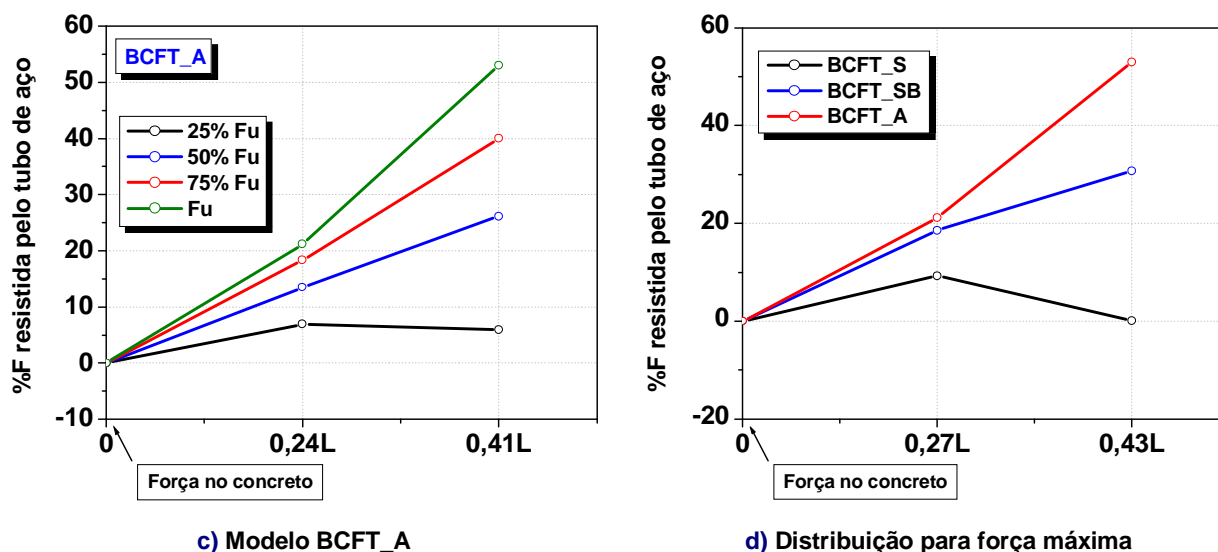 %F resistida pelo tubo de aço
60
50
40
30
20
10
0
-10
BCFT_A
25% Fu
50% Fu
75% Fu
Fu
0
0,24L
0,41L
Força no concreto
c) Modelo BCFT_A
%F resistida pelo tubo de aço
60
40
20
0
-20
BCFT_S
BCFT_SB
BCFT_A
0
0,27L
0,43L
Força no concreto
d) Distribuição para força máxima